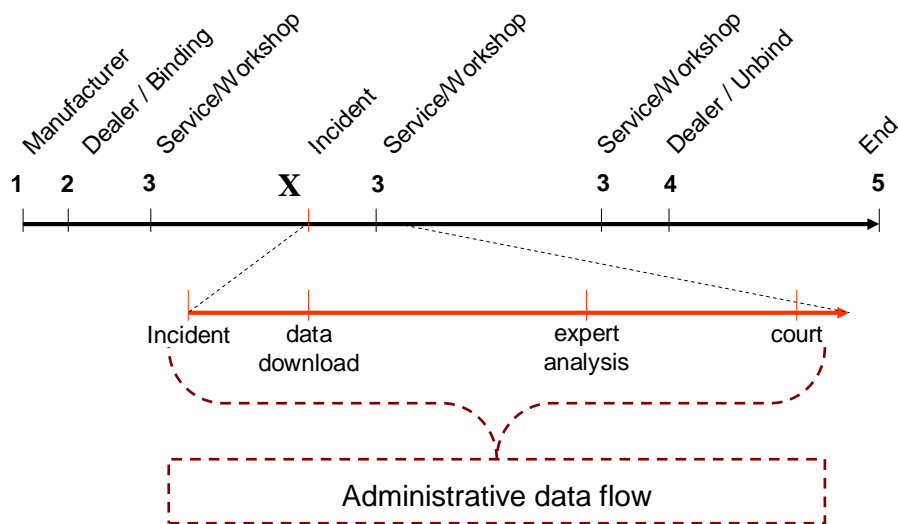 Manufacturer
Dealer / Binding
Service/Workshop
Incident
Service/Workshop
Service/Workshop
Dealer / Unbind
End
1 2 3 X 3 3 4 5
Incident
data
download
expert
analysis
court
Administrative data flow